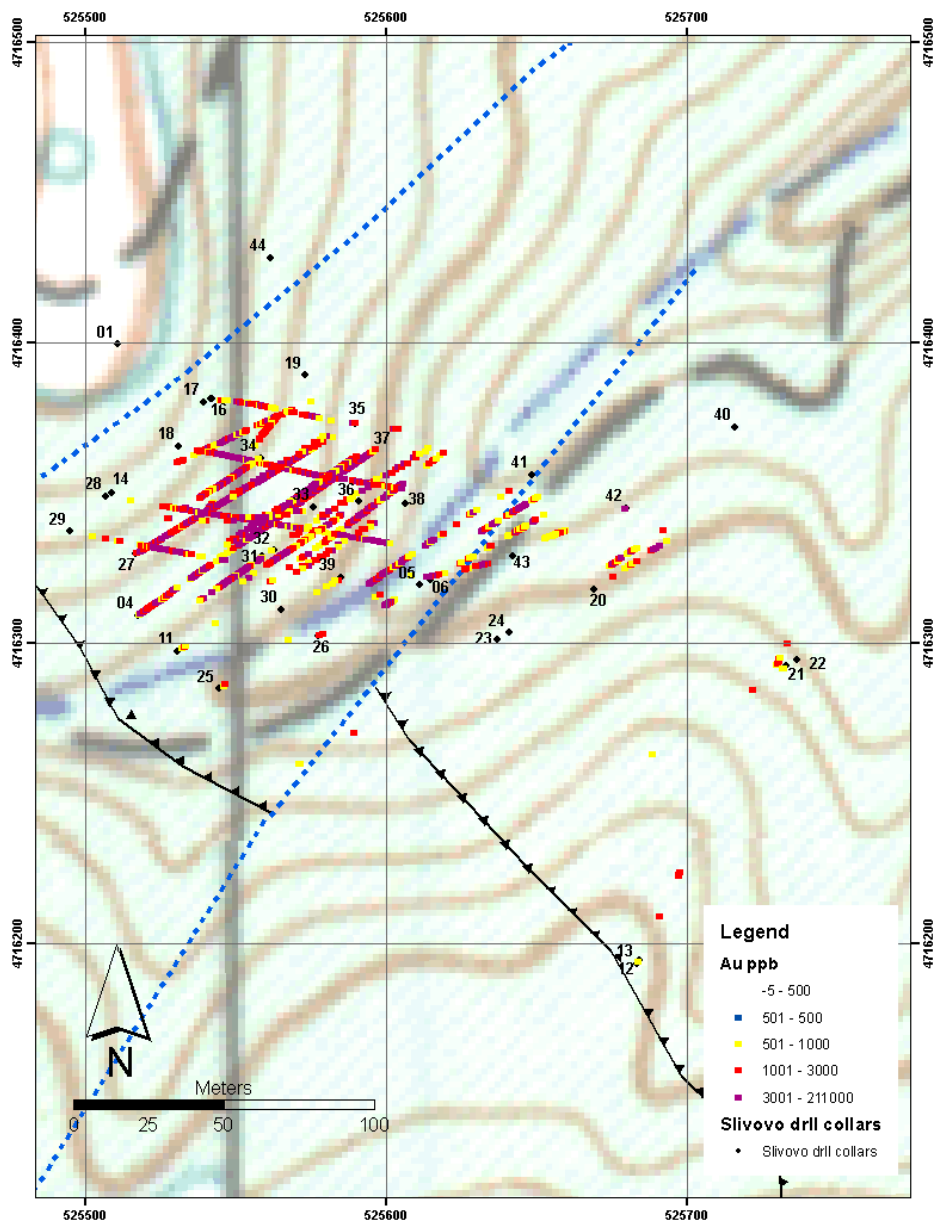 525500 525600 525700
4716500 4716500
44
01
4716400 4716400
19
17
16
35
40
18
34
37
41
28 14
33
36
38
42
29
32
27
31
39
05
06
43
04
30
20
24
11
26
23
4716300 4716300
22
21
25
13
12
4716200 4716200
N
Meters
0 25 50 100
Legend
Au ppb
-5 - 500
501 - 500
501 - 1000
1001 - 3000
3001 - 211000
Slivovo drll collars
Slivovo drll collars
525500 525600 525700